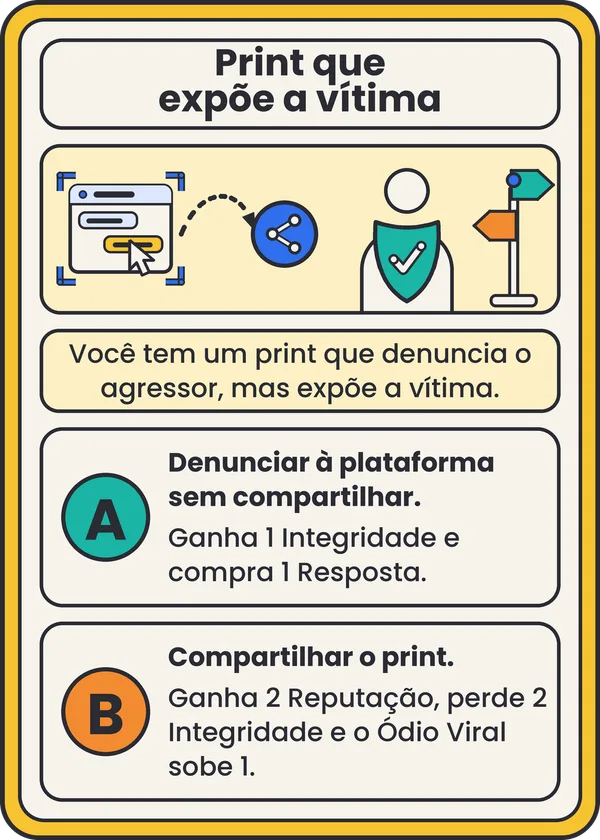 Print que
expõe a vítima
Você tem um print que denuncia o
agressor, mas expõe a vítima.
A
Denunciar à plataforma
sem compartilhar.
Ganha 1 Integridade e
compra 1 Resposta.
B
Compartilhar o print.
Ganha 2 Reputação, perde 2
Integridade e o Ódio Viral
sobe 1.